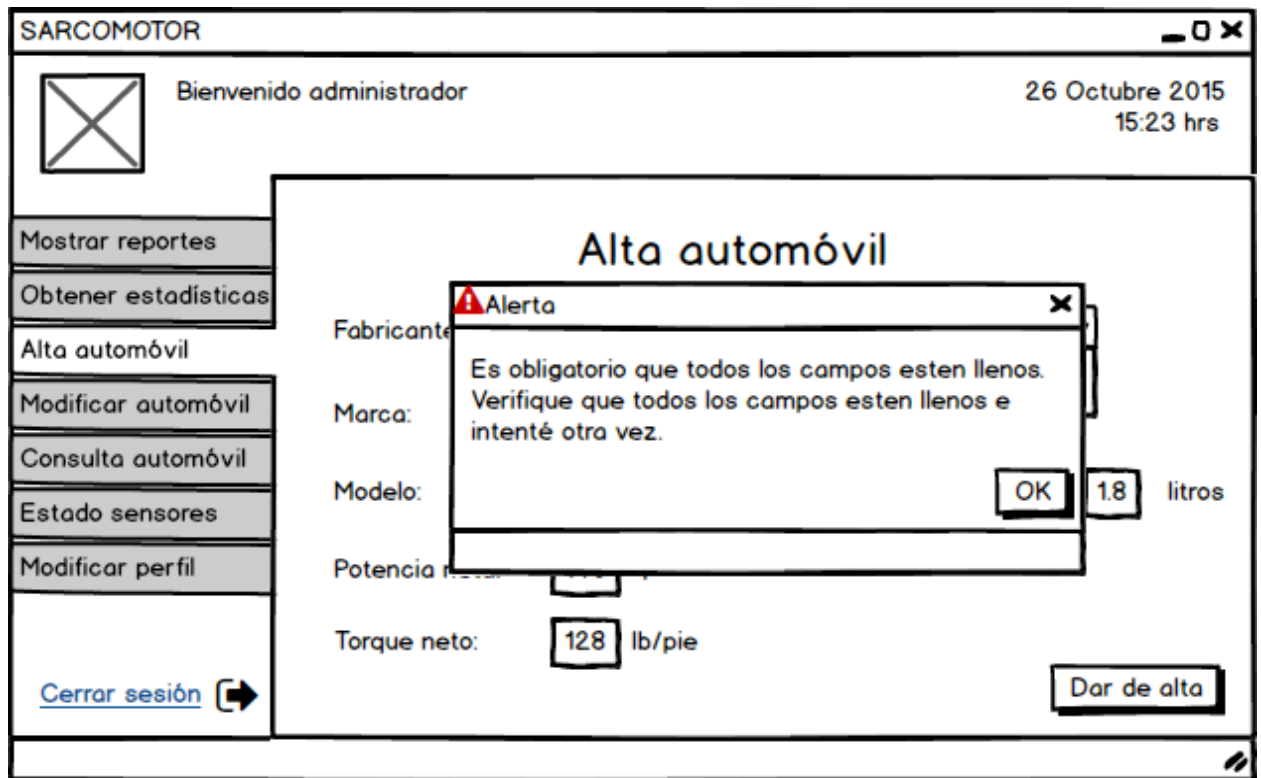 SARCOMOTOR
Bienvenido administrador
26 Octubre 2015
15:23 hrs
Mostrar reportes
Obtener estadísticas
Alta automóvil
Modificar automóvil
Consulta automóvil
Estado sensores
Modificar perfil
Cerrar sesión
Alta automóvil
Fabricante
Marca:
Modelo:
1.8 litros
Potencia
Torque neto: 128 lb/pie
Dar de alta
Alerta
Es obligatorio que todos los campos esten llenos.
Verifique que todos los campos esten llenos e
intenté otra vez.
OK